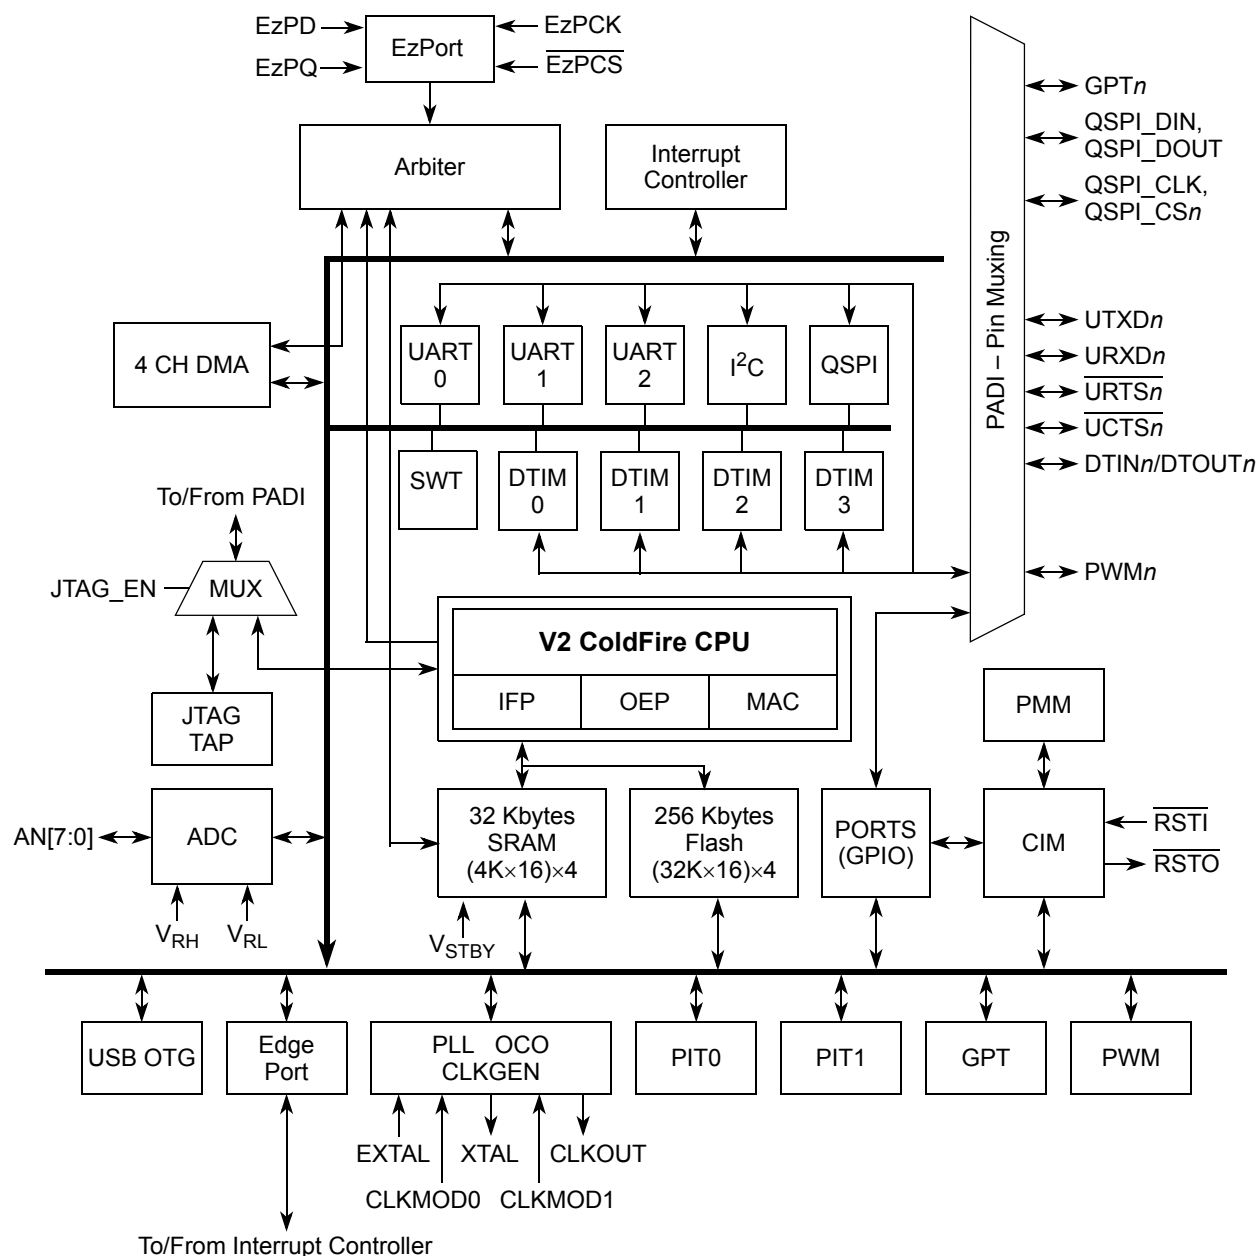 EzPD
EzPCK
EzPort
EzPQ
EzPCS
GPTn
QSPI_DIN,
QSPI_DOUT
Arbiter
Interrupt
Controller
QSPI_CLK,
QSPI_CSn
PADI – Pin Muxing
UTXDn
URXDn
URTSn
UCTSn
DTINn/DTOUTn
PWMn
4 CH DMA
UART
0
UART
1
UART
2
I²C
QSPI
SWT
DTIM
0
DTIM
1
DTIM
2
DTIM
3
To/From PADI
JTAG_EN
MUX
V2 ColdFire CPU
IFP
OEP
MAC
JTAG
TAP
PMM
AN[7:0]
ADC
VRH
VRL
32 Kbytes
SRAM
(4K×16)×4
VSTBY
256 Kbytes
Flash
(32K×16)×4
PORTS
(GPIO)
CIM
RSTI
RSTO
USB OTG
Edge
Port
PLL OCO
CLKGEN
PIT0
PIT1
GPT
PWM
EXTAL
XTAL
CLKOUT
CLKMOD0
CLKMOD1
To/From Interrupt Controller